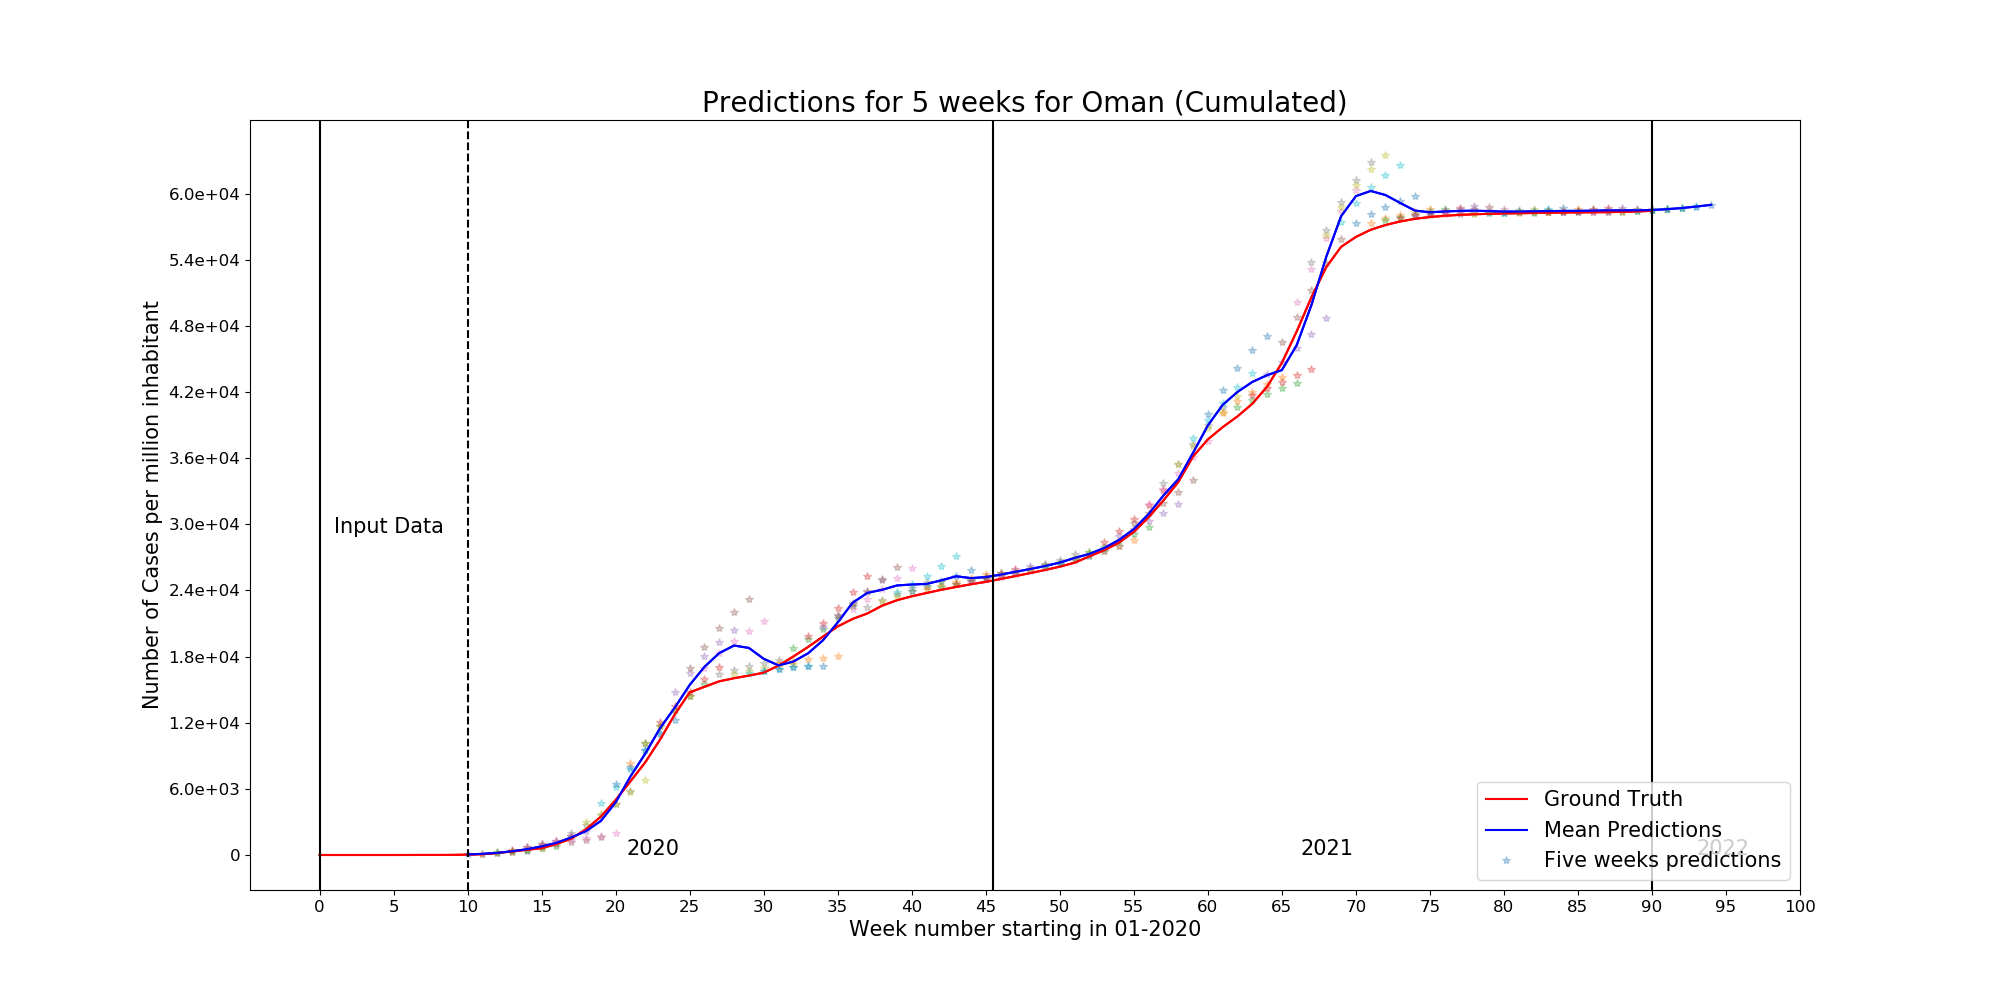 Predictions for 5 weeks for Oman (Cumulated)
Number of Cases per million inhabitant
6.0e+04
5.4e+04
4.8e+04
4.2e+04
3.6e+04
3.0e+04
2.4e+04
1.8e+04
1.2e+04
6.0e+03
0
Input Data
2020
2021
2022
Ground Truth
Mean Predictions
Five weeks predictions
0 5 10 15 20 25 30 35 40 45 50 55 60 65 70 75 80 85 90 95 100
Week number starting in 01-2020